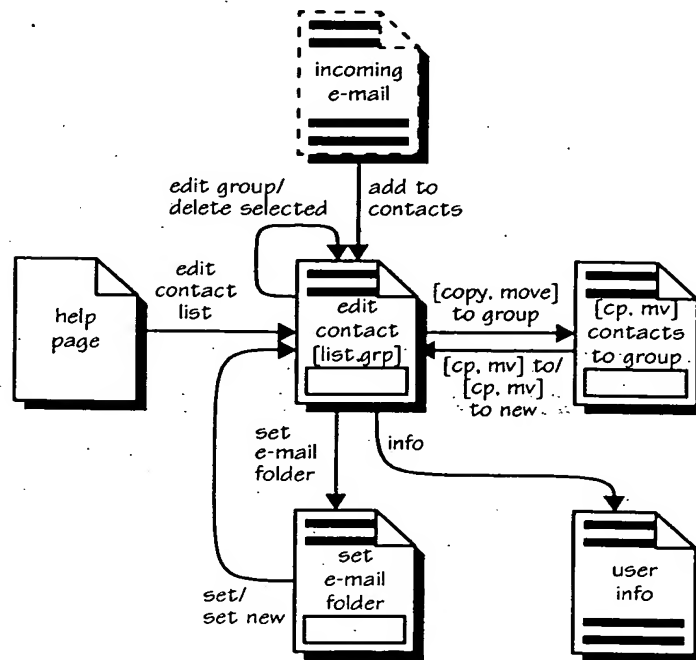 incoming
e-mail
edit group/
delete selected
add to
contacts
edit
contact
list
help
page
edit
contact
[list.grp]
[copy, move]
to group
[cp, mv]
contacts
to group
[cp, mv] to/
[cp, mv]
to new
set
e-mail
folder
info
set/
set new
set
e-mail
folder
user
info